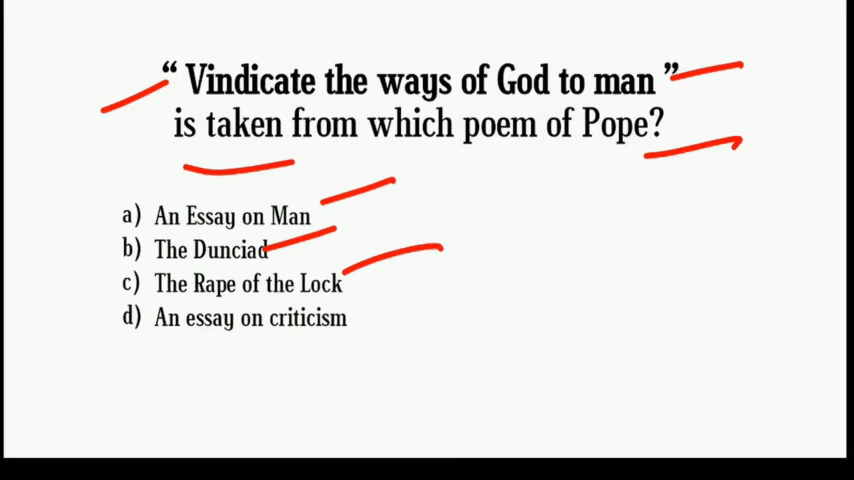 “ Vindicate the ways of God to man ”
is taken from which poem of Pope?
a) An Essay on Man
b) The Dunciad
c) The Rape of the Lock
d) An essay on criticism